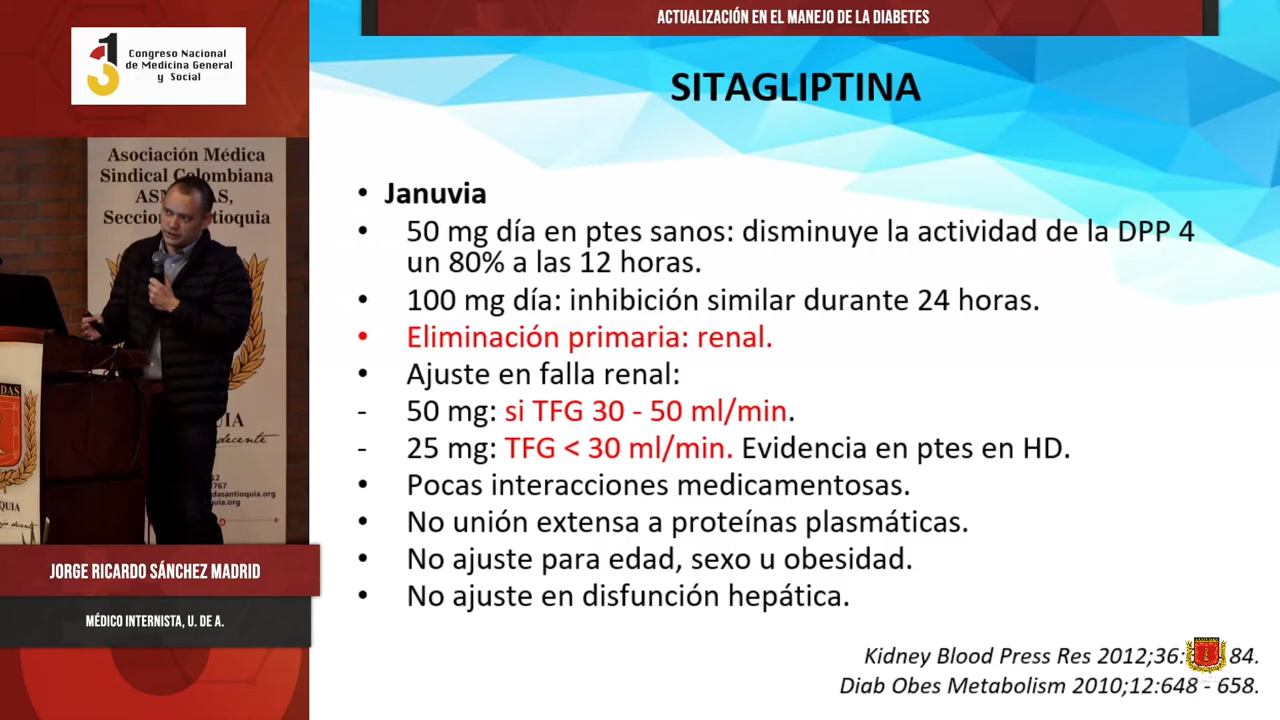 ACTUALIZACIÓN EN EL MANEJO DE LA DIABETES
Congreso Nacional
de Medicina General
y Social
SITAGLIPTINA
• Januvia
• 50 mg día en ptes sanos: disminuye la actividad de la DPP 4
un 80% a las 12 horas.
• 100 mg día: inhibición similar durante 24 horas.
• Eliminación primaria: renal.
• Ajuste en falla renal:
- 50 mg: si TFG 30 - 50 ml/min.
- 25 mg: TFG < 30 ml/min. Evidencia en ptes en HD.
• Pocas interacciones medicamentosas.
• No unión extensa a proteínas plasmáticas.
• No ajuste para edad, sexo u obesidad.
• No ajuste en disfunción hepática.
Kidney Blood Press Res 2012;36: 84.
Diab Obes Metabolism 2010;12:648 - 658.
Asociación Médica
Sindical Colombiana
JORGE RICARDO SÁNCHEZ MADRID
MÉDICO INTERNISTA, U. DE A.